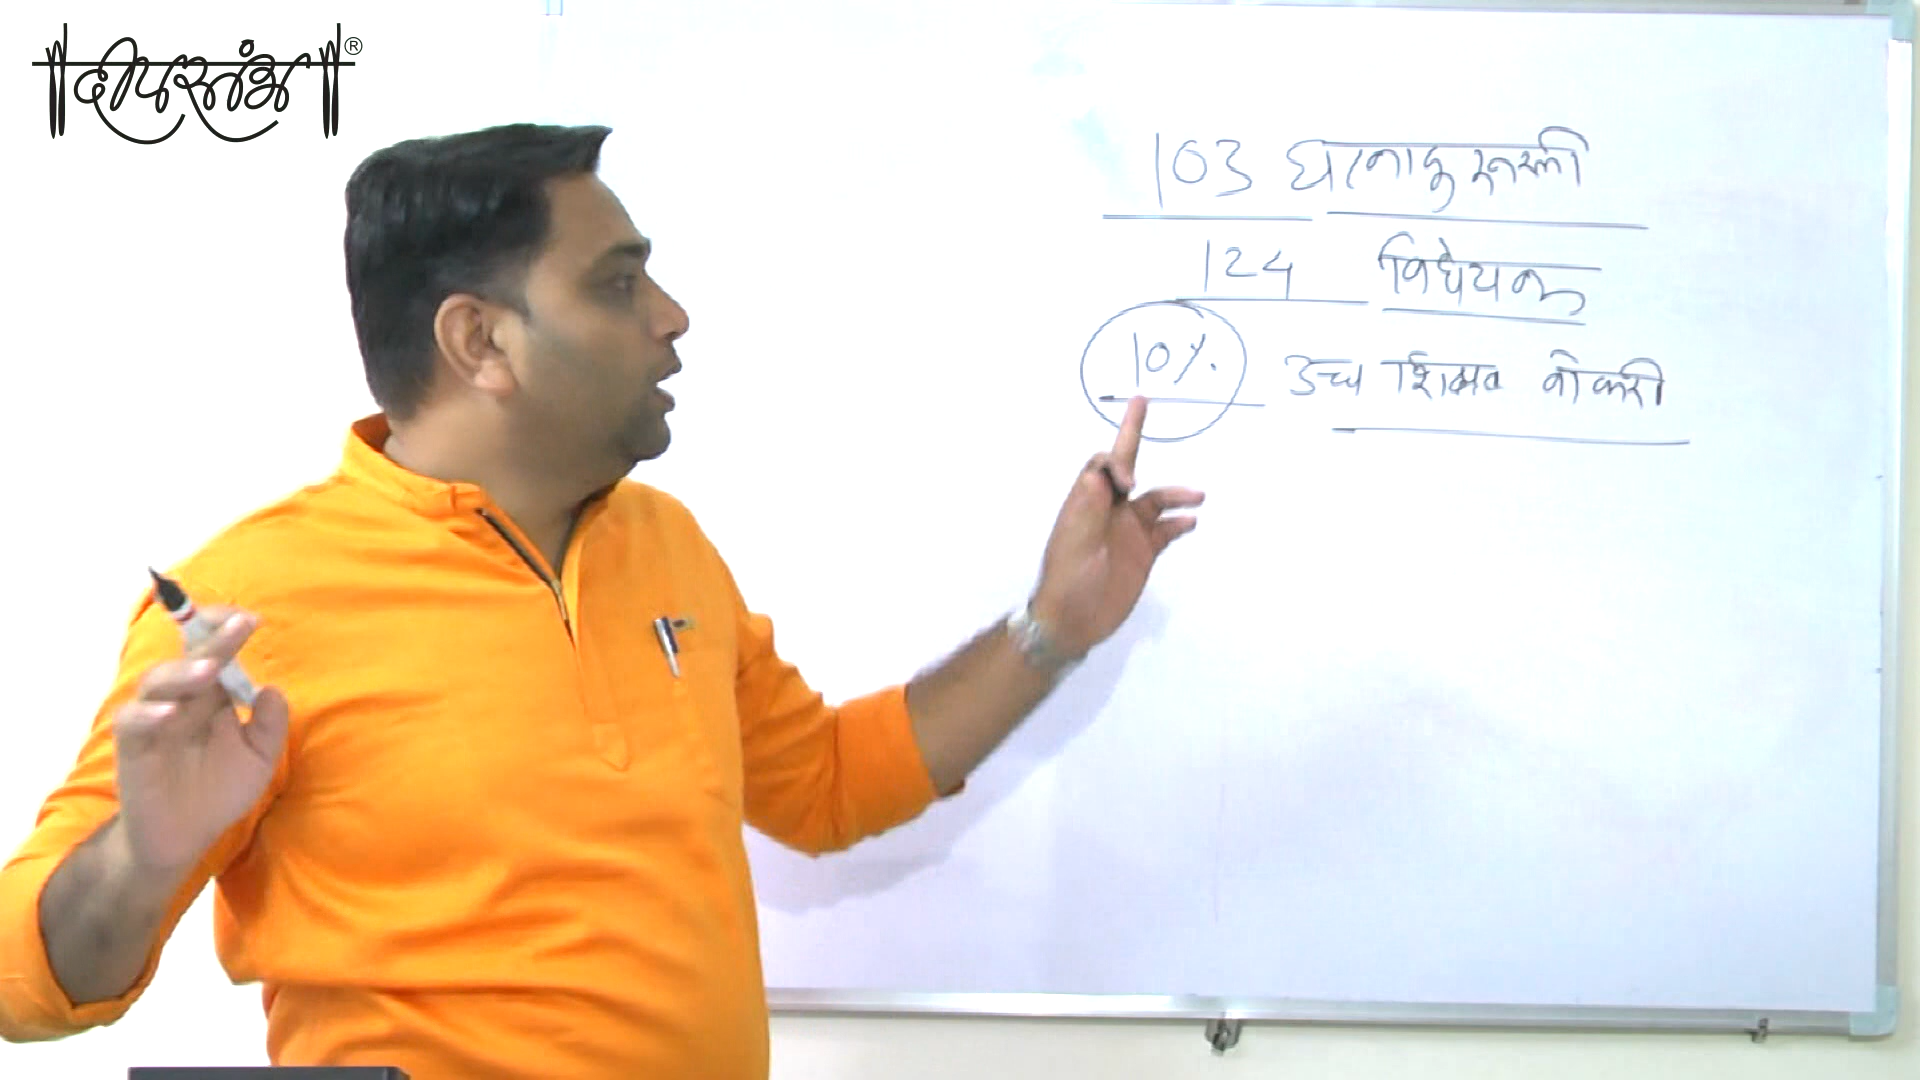 दीपस्तंभ ®
103 घटनादुरुस्ती
124 विधेयक
10% उच्च शिक्षण नोकरी